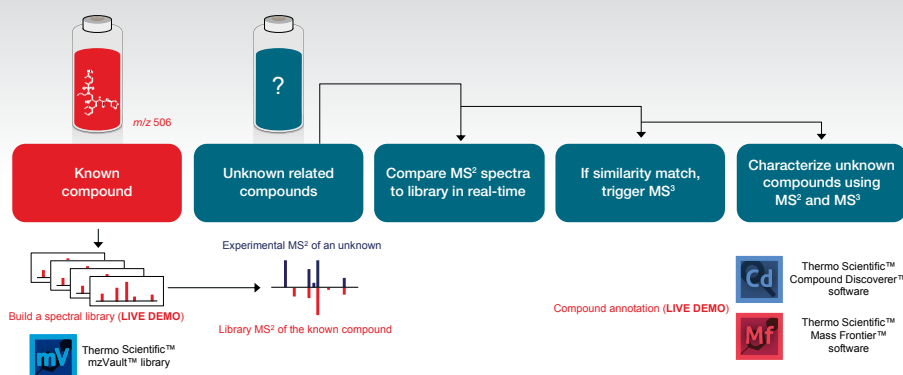 ?
m/z 506
Known
compound
Unknown related
compounds
Compare MS² spectra
to library in real-time
If similarity match,
trigger MS³
Characterize unknown
compounds using
MS² and MS³
Experimental MS² of an unknown
Build a spectral library (LIVE DEMO)
Library MS² of the known compound
Compound annotation (LIVE DEMO)
mV
Thermo Scientific™
mzVault™ library
Cd
Thermo Scientific™
Compound Discoverer™
software
Mf
Thermo Scientific™
Mass Frontier™
software